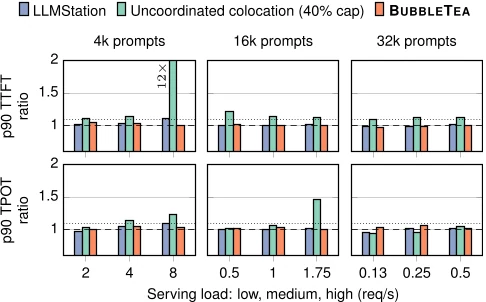 LLMStation Uncoordinated colocation (40% cap) BUBBLETEA
4k prompts 16k prompts 32k prompts
p90 TTFT
ratio
2
1.5
1
12×
p90 TPOT
ratio
2
1.5
1
2 4 8 0.5 1 1.75 0.13 0.25 0.5
Serving load: low, medium, high (req/s)